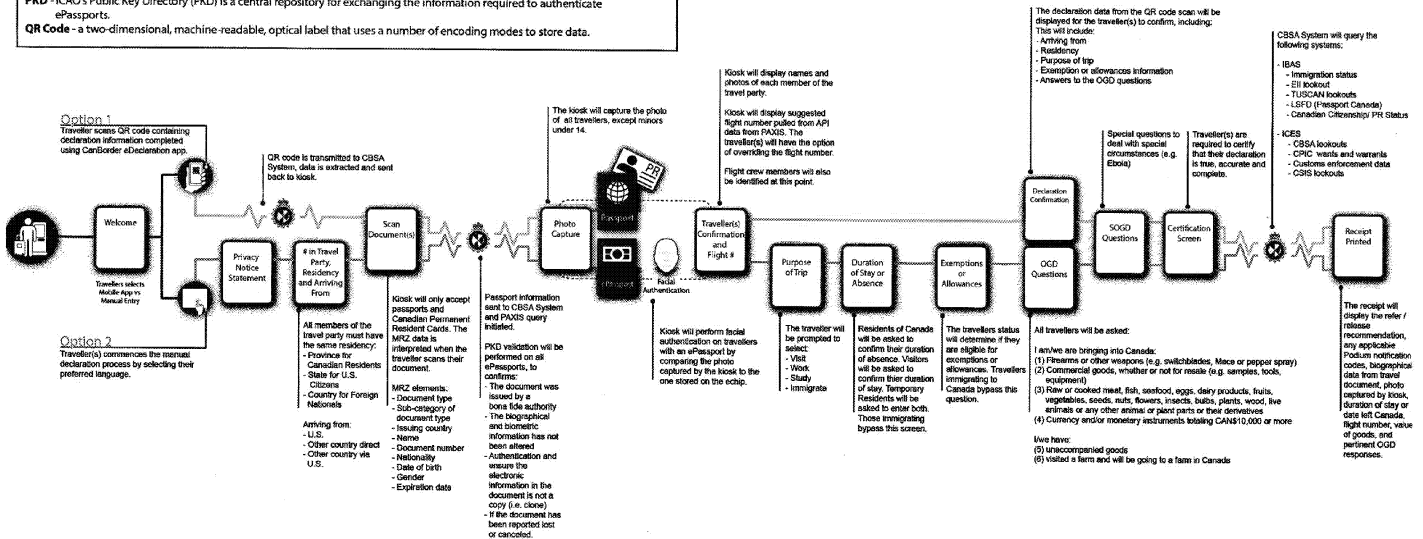 PKD - ICAO's Public Key Directory (PKD) is a central repository for exchanging the information required to authenticate
ePassports.
QR Code - a two-dimensional, machine-readable, optical label that uses a number of encoding modes to store data.
Option 1
Traveller scans QR code containing
declaration information completed
using CanBorder eDeclaration app.
QR code is transmitted to CBSA
System, data is extracted and sent
back to kiosk.
Welcome
Travellers selects
Mobile App vs
Manual Entry
Option 2
Traveller(s) commences the manual
declaration process by selecting their
preferred language.
Privacy
Notice
Statement
# in Travel
Party,
Residency
and Arriving
From
All members of the
travel party must have
the same residency:
- Province for
Canadian Residents
- State for U.S.
Citizens
- Country for Foreign
Nationals
Arriving from:
- U.S.
- Other country direct
- Other country via
U.S.
Scan
Document(s)
Kiosk will only accept
passports and
Canadian Permanent
Resident Cards. The
MRZ data is
interpreted when the
traveller scans their
document.
MRZ elements:
- Document type
- Sub-category of
document type
- Issuing country
- Name
- Document number
- Nationality
- Date of birth
- Gender
- Expiration date
Passport information
sent to CBSA System
and PAXIS query
initiated.
PKD validation will be
performed on all
ePassports, to
confirms:
- The document was
issued by a
bona fide authority
- The biographical
and biometric
information has not
been altered
- Authentication and
ensure the
electronic
information in the
document is not a
copy (i.e. clone)
- If the document has
been reported lost
or canceled.
The kiosk will capture the photo
of all travellers, except minors
under 14.
Photo
Capture
PR
Passport
ePassport
Facial
Authentication
Kiosk will perform facial
authentication on travellers
with an ePassport by
comparing the photo
captured by the kiosk to the
one stored on the echip.
Kiosk will display names and
photos of each member of the
travel party.
Kiosk will display suggested
flight number pulled from API
data from PAXIS. The
traveller(s) will have the option
of overriding the flight number.
Flight crew members will also
be identified at this point.
Traveller(s)
Confirmation
and
Flight #
Purpose
of Trip
The traveller will
be prompted to
select:
- Visit
- Work
- Study
- Immigrate
Duration
of Stay or
Absence
Residents of Canada
will be asked to
confirm their duration
of absence. Visitors
will be asked to
confirm thier duration
of stay. Temporary
Residents will be
asked to enter both.
Those immigrating
bypass this screen.
Exemptions
or
Allowances
The travellers status
will determine if they
are eligible for
exemptions or
allowances. Travellers
immigrating to
Canada bypass this
question.
The declaration data from the QR code scan will be
displayed for the traveller(s) to confirm, including:
This will include:
- Arriving from
- Residency
- Purpose of trip
- Exemption or allowances information
- Answers to the OGD questions
Declaration
Confirmation
OGD
Questions
All travellers will be asked:
I am/we are bringing into Canada:
(1) Firearms or other weapons (e.g. switchblades, Mace or pepper spray)
(2) Commercial goods, whether or not for resale (e.g. samples, tools,
equipment)
(3) Raw or cooked meat, fish, seafood, eggs, dairy products, fruits,
vegetables, seeds, nuts, flowers, insects, bulbs, plants, wood, live
animals or any other animal or plant parts or their derivatives
(4) Currency and/or monetary instruments totaling CAN$10,000 or more
I/we have:
(5) unaccompanied goods
(6) visited a farm and will be going to a farm in Canada
Special questions to
deal with special
circumstances (e.g.
Ebola)
SOGD
Questions
Traveller(s) are
required to certify
that their declaration
is true, accurate and
complete.
Certification
Screen
CBSA System will query the
following systems:
- IBAS
- Immigration status
- EII lookout
- TUSCAN lookouts
- LSFD (Passport Canada)
- Canadian Citizenship/ PR Status
- ICES
- CBSA lookouts
- CPIC wants and warrants
- Customs enforcement data
- CSIS lookouts
Receipt
Printed
The receipt will
display the refer /
release
recommendation,
any applicable
Podium notification
codes, biographical
data from travel
document, photo
captured by kiosk,
duration of stay or
date left Canada,
flight number, value
of goods, and
pertinent OGD
responses.